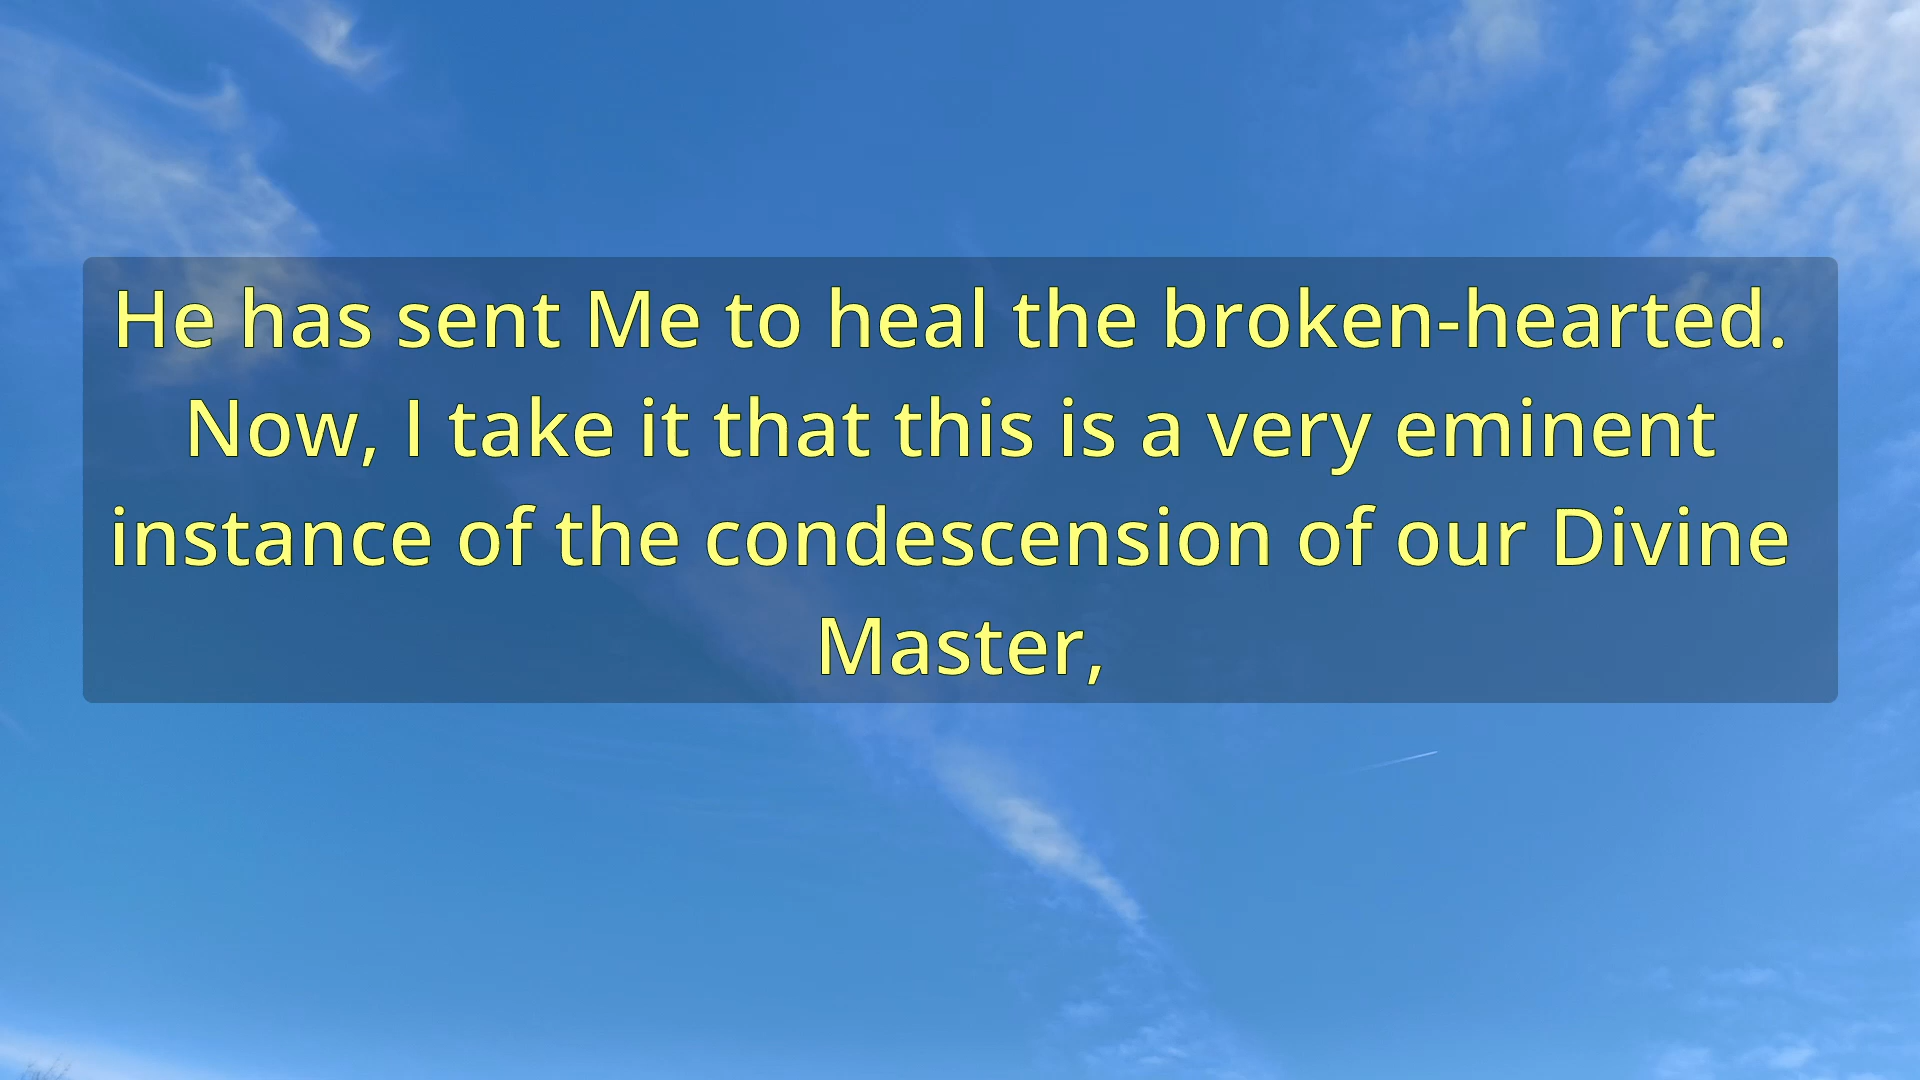 He has sent Me to heal the broken-hearted.
Now, I take it that this is a very eminent
instance of the condescension of our Divine
Master,